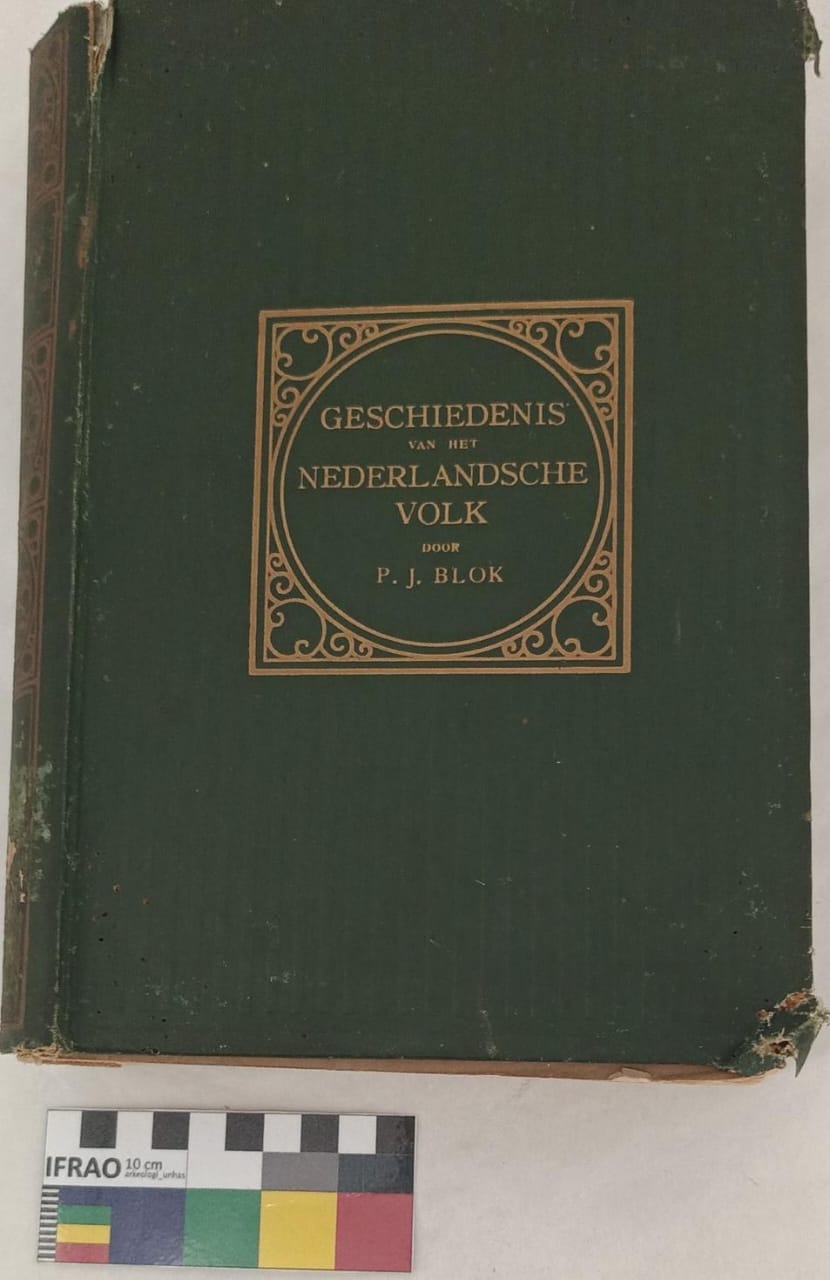 GESCHIEDENIS
VAN HET
NEDERLANDSCHE
VOLK
DOOR
P. J. BLOK
IFRAO 10 cm
arkeologi_unhas